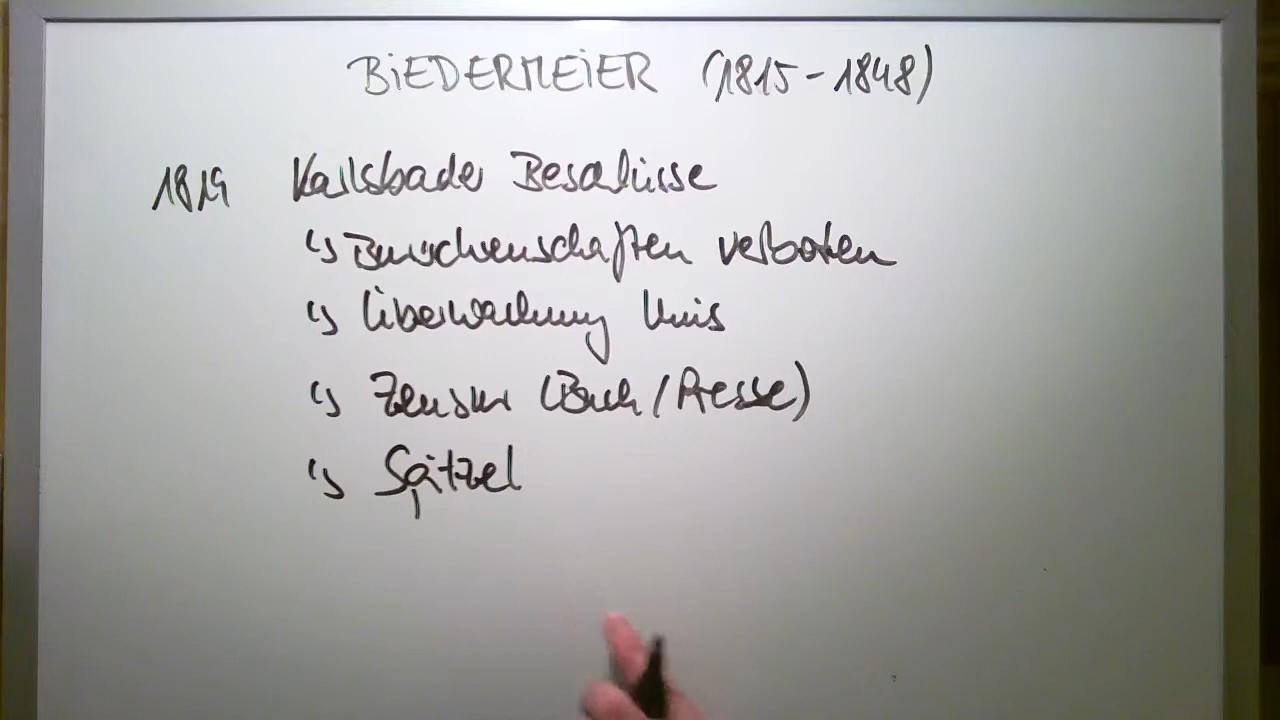 BIEDERMEIER (1815-1848)
1819 Karlsbader Beschlüsse
↳ Burschenschaften verboten
↳ Überwachung Unis
↳ Zensur (Buch/Presse)
↳ Spitzel